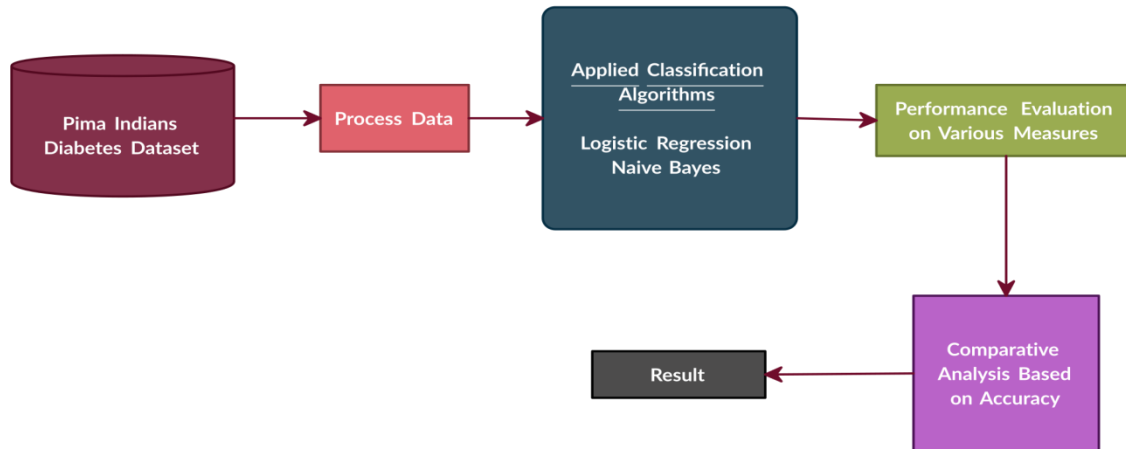 Pima Indians
Diabetes Dataset
Process Data
Applied Classification
Algorithms
Logistic Regression
Naive Bayes
Performance Evaluation
on Various Measures
Comparative
Analysis Based
on Accuracy
Result